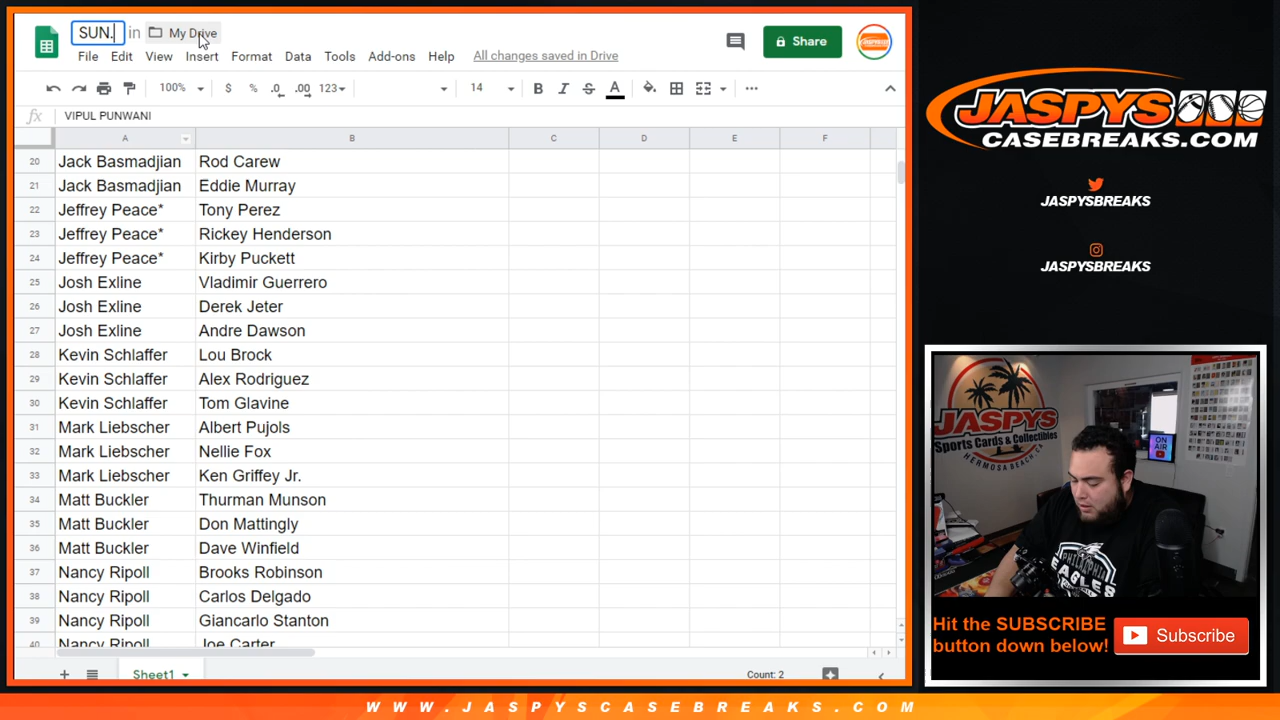 SUN. in My Drive
File Edit View Insert Format Data Tools Add-ons Help All changes saved in Drive
Share
100% $ % .0 .00 123 14 B I S A
fx VIPUL PUNWANI
A B C D E F
20 Jack Basmadjian Rod Carew
21 Jack Basmadjian Eddie Murray
22 Jeffrey Peace* Tony Perez
23 Jeffrey Peace* Rickey Henderson
24 Jeffrey Peace* Kirby Puckett
25 Josh Exline Vladimir Guerrero
26 Josh Exline Derek Jeter
27 Josh Exline Andre Dawson
28 Kevin Schlaffer Lou Brock
29 Kevin Schlaffer Alex Rodriguez
30 Kevin Schlaffer Tom Glavine
31 Mark Liebscher Albert Pujols
32 Mark Liebscher Nellie Fox
33 Mark Liebscher Ken Griffey Jr.
34 Matt Buckler Thurman Munson
35 Matt Buckler Don Mattingly
36 Matt Buckler Dave Winfield
37 Nancy Ripoll Brooks Robinson
38 Nancy Ripoll Carlos Delgado
39 Nancy Ripoll Giancarlo Stanton
40 Nancy Ripoll Joe Carter
Sheet1
Count: 2
JASPYS
CASEBREAKS.COM
JASPYSBREAKS
JASPYSBREAKS
JASPYS
Sports Cards & Collectibles
HERMOSA BEACH, CA
ON AIR
PHILADELPHIA
EAGLES
Hit the SUBSCRIBE
button down below!
Subscribe
WWW.JASPYSCASEBREAKS.COM